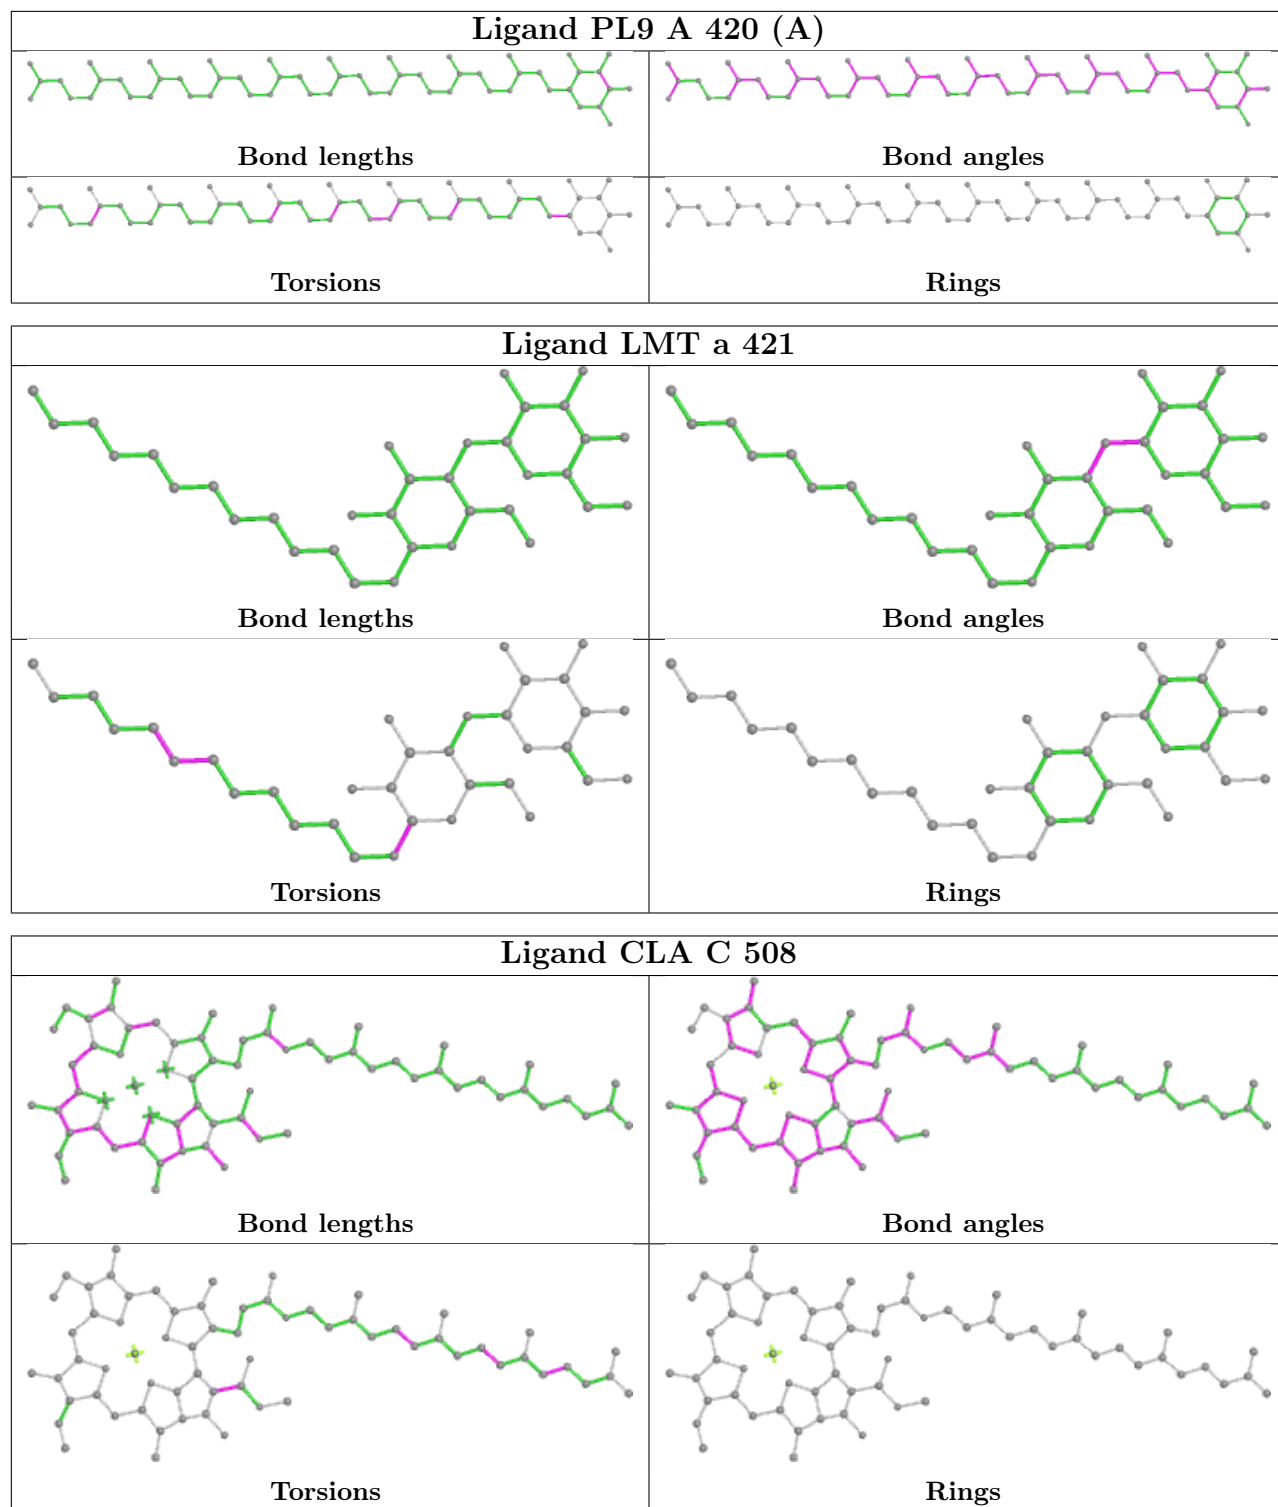 Ligand PL9 A 420 (A)
Bond lengths
Bond angles
Torsions
Rings
Ligand LMT a 421
Bond lengths
Bond angles
Torsions
Rings
Ligand CLA C 508
Bond lengths
Bond angles
Torsions
Rings